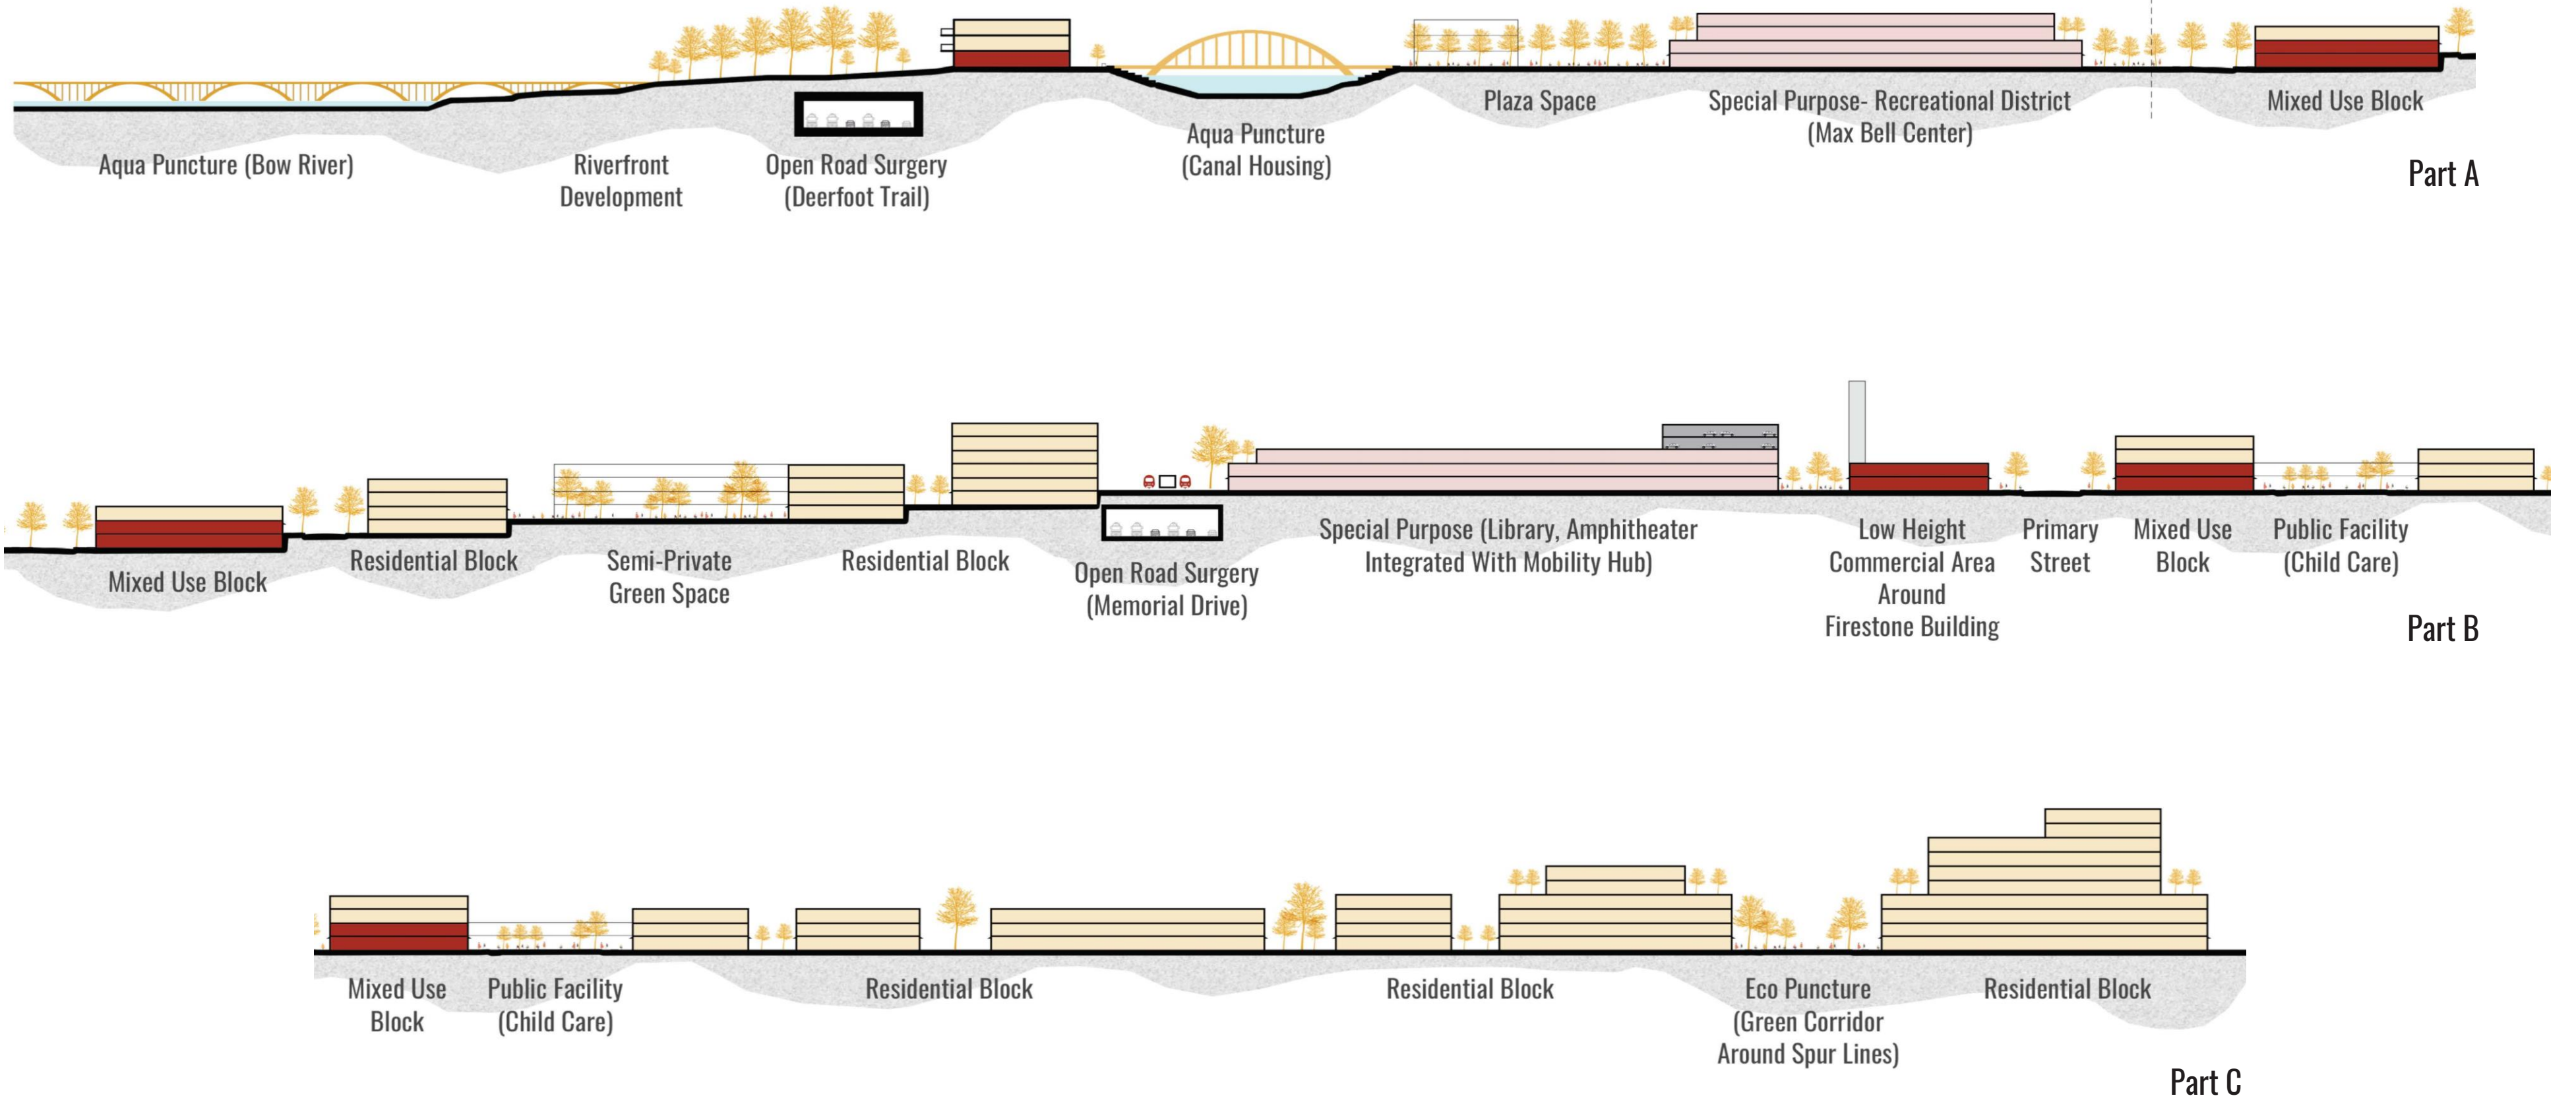 Aqua Puncture (Bow River)
Riverfront
Development
Open Road Surgery
(Deerfoot Trail)
Aqua Puncture
(Canal Housing)
Plaza Space
Special Purpose- Recreational District
(Max Bell Center)
Mixed Use Block
Part A
Mixed Use Block
Residential Block
Semi-Private
Green Space
Residential Block
Open Road Surgery
(Memorial Drive)
Special Purpose (Library, Amphitheater
Integrated With Mobility Hub)
Low Height
Commercial Area
Around
Firestone Building
Primary
Street
Mixed Use
Block
Public Facility
(Child Care)
Part B
Mixed Use
Block
Public Facility
(Child Care)
Residential Block
Residential Block
Eco Puncture
(Green Corridor
Around Spur Lines)
Residential Block
Part C